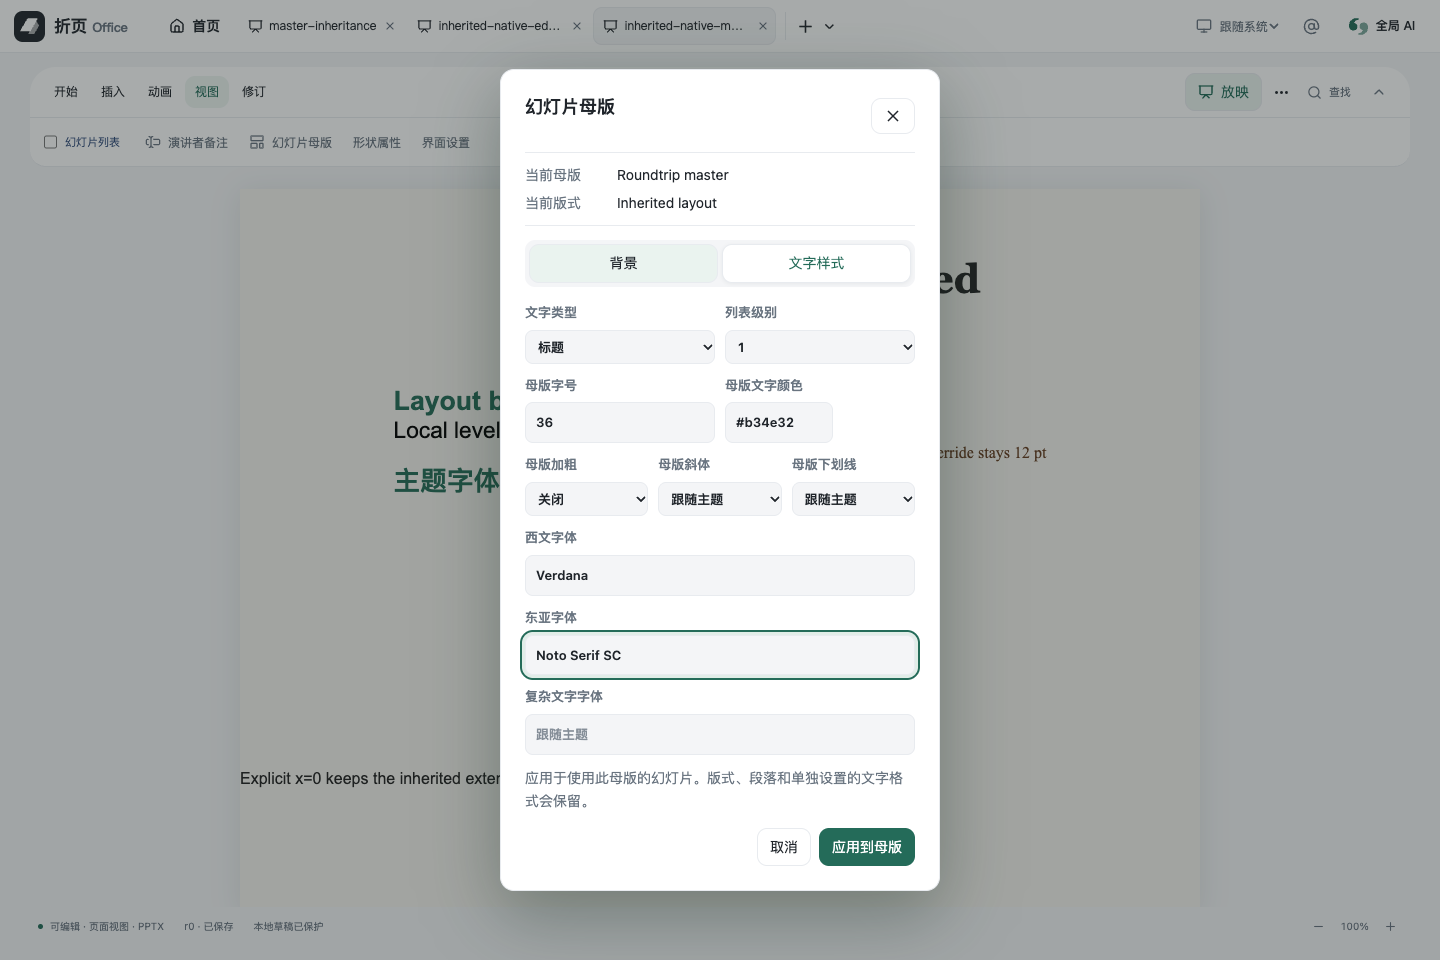 折页 Office
首页
master-inheritance
inherited-native-ed...
inherited-native-m...
跟随系统
全局 AI
开始
插入
动画
视图
修订
放映
查找
幻灯片列表
演讲者备注
幻灯片母版
形状属性
界面设置
幻灯片母版
当前母版 Roundtrip master
当前版式 Inherited layout
背景
文字样式
文字类型
列表级别
标题
1
母版字号
母版文字颜色
36
#b34e32
母版加粗
母版斜体
母版下划线
关闭
跟随主题
跟随主题
西文字体
Verdana
东亚字体
Noto Serif SC
复杂文字字体
跟随主题
应用于使用此母版的幻灯片。版式、段落和单独设置的文字格
式会保留。
取消
应用到母版
ed
Layout b
Local level
主题字体
erride stays 12 pt
Explicit x=0 keeps the inherited exter
可编辑 · 页面视图 · PPTX
r0 · 已保存
本地草稿已保护
100%